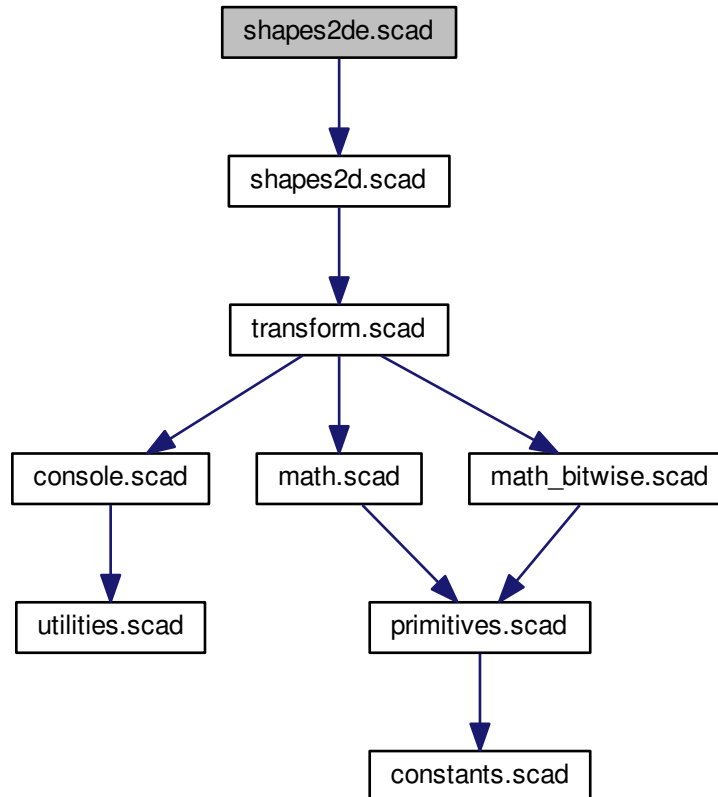 shapes2de.scad
shapes2d.scad
transform.scad
console.scad
math.scad
math_bitwise.scad
utilities.scad
primitives.scad
constants.scad